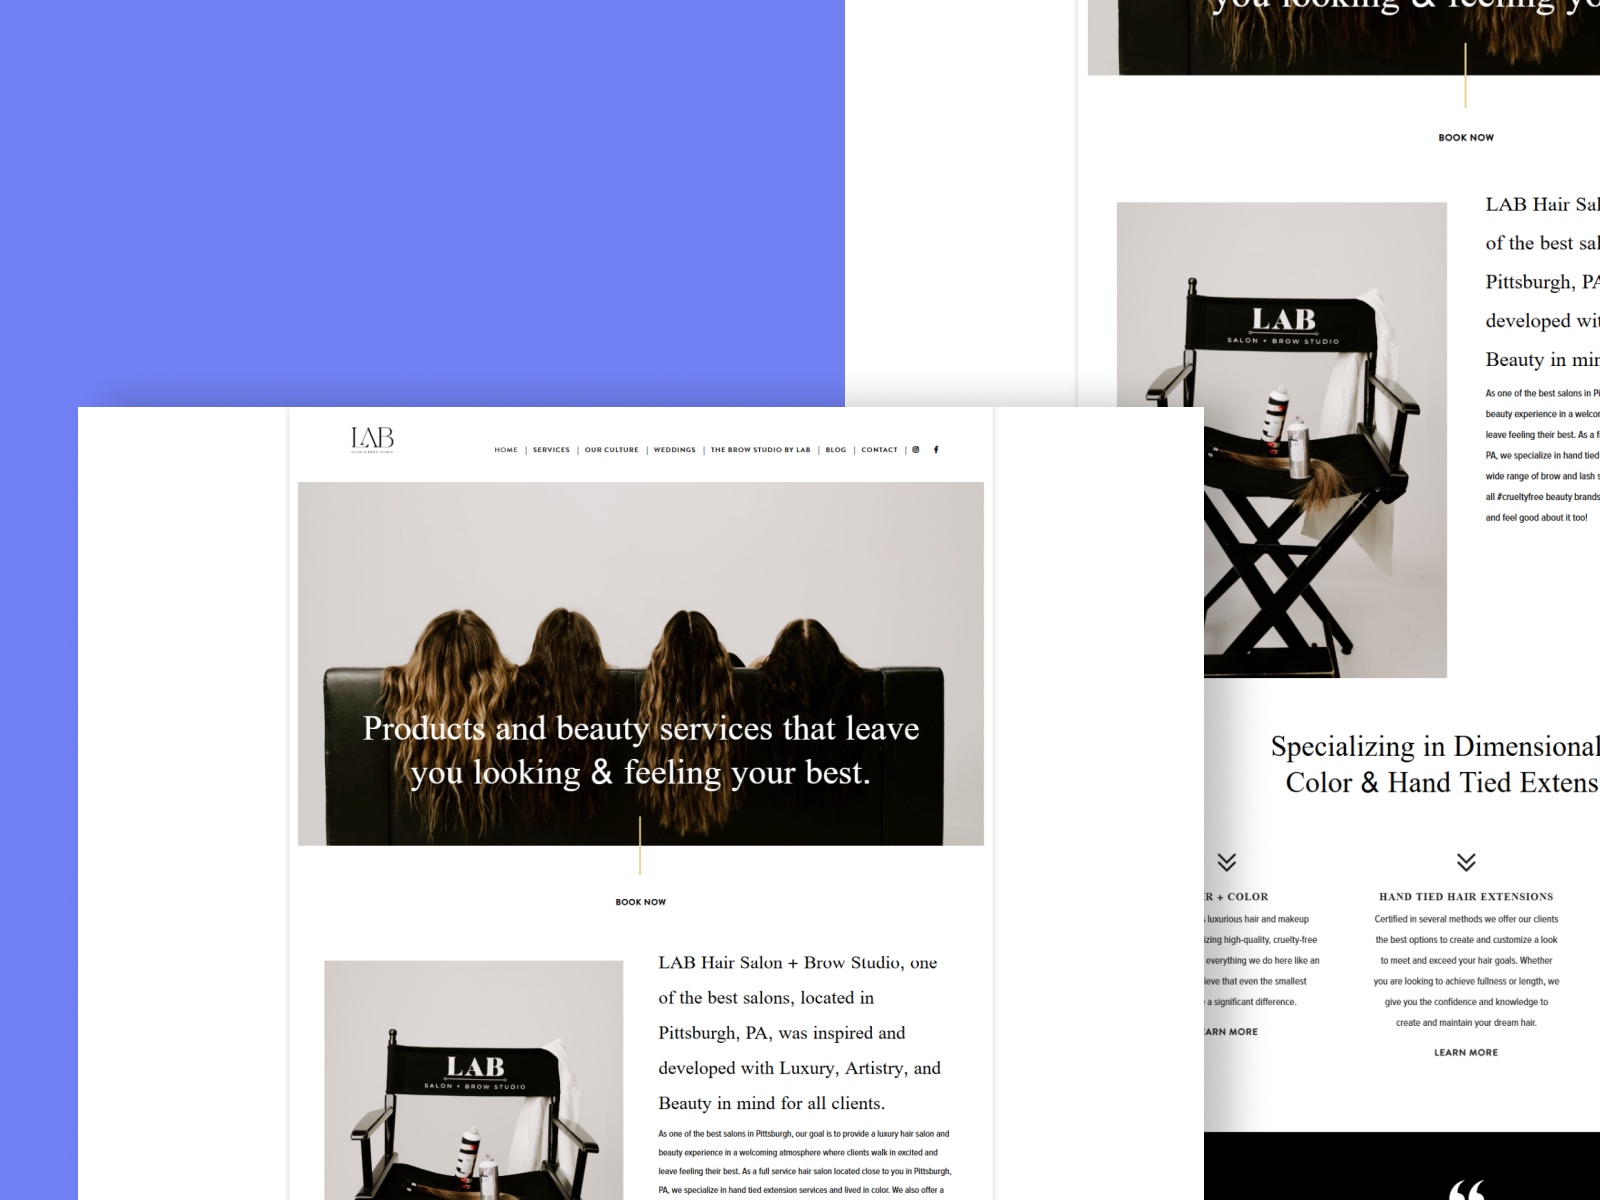 LAB
SALON & BROW STUDIO
HOME | SERVICES | OUR CULTURE | WEDDINGS | THE BROW STUDIO BY LAB | BLOG | CONTACT |
Products and beauty services that leave
you looking & feeling your best.
BOOK NOW
LAB
SALON + BROW STUDIO
LAB Hair Salon + Brow Studio, one
of the best salons, located in
Pittsburgh, PA, was inspired and
developed with Luxury, Artistry, and
Beauty in mind for all clients.
As one of the best salons in Pittsburgh, our goal is to provide a luxury hair salon and
beauty experience in a welcoming atmosphere where clients walk in excited and
leave feeling their best. As a full service hair salon located close to you in Pittsburgh,
PA, we specialize in hand tied extension services and lived in color. We also offer a
you looking & feeling yo
BOOK NOW
LAB
SALON + BROW STUDIO
LAB Hair Sal
of the best sal
Pittsburgh, PA
developed wit
Beauty in min
As one of the best salons in Pi
beauty experience in a welco
leave feeling their best. As a f
PA, we specialize in hand tied
wide range of brow and lash s
all #crueltyfree beauty brands
and feel good about it too!
Specializing in Dimensional
Color & Hand Tied Extens
R + COLOR
luxurious hair and makeup
izing high-quality, cruelty-free
everything we do here like an
ieve that even the smallest
a significant difference.
ARN MORE
HAND TIED HAIR EXTENSIONS
Certified in several methods we offer our clients
the best options to create and customize a look
to meet and exceed your hair goals. Whether
you are looking to achieve fullness or length, we
give you the confidence and knowledge to
create and maintain your dream hair.
LEARN MORE
“